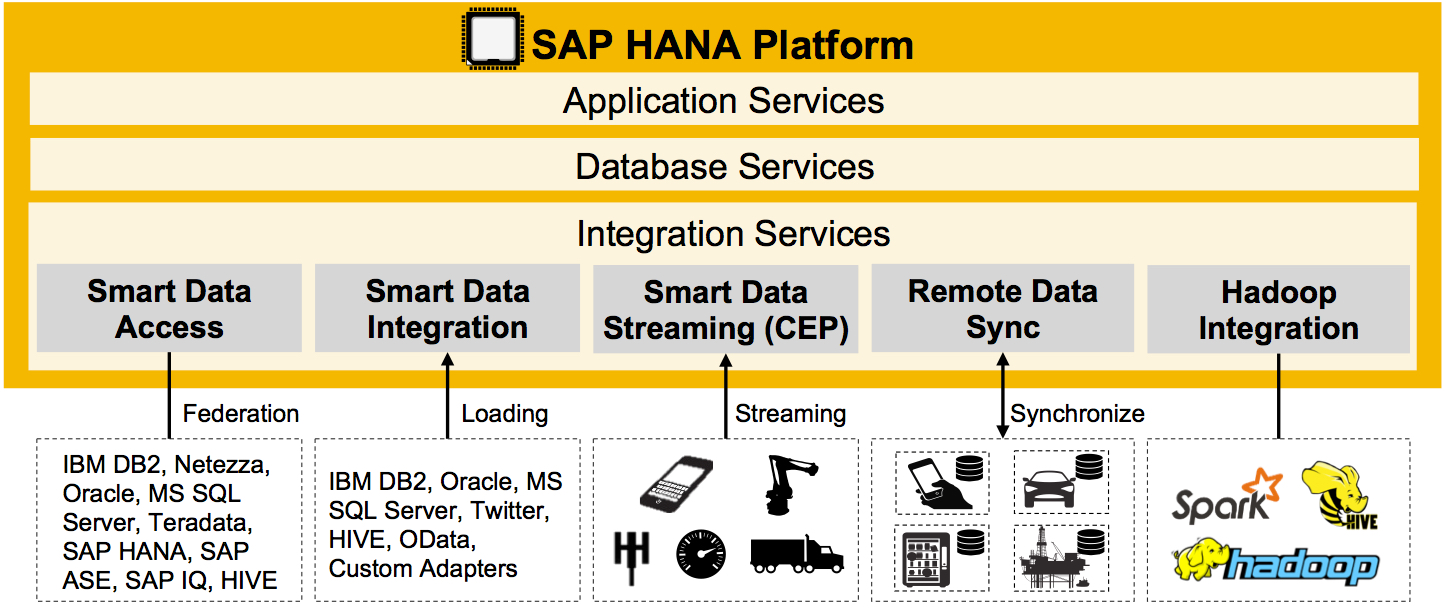 SAP HANA Platform
Application Services
Database Services
Integration Services
Smart Data
Access
Smart Data
Integration
Smart Data
Streaming (CEP)
Remote Data
Sync
Hadoop
Integration
Federation
Loading
Streaming
Synchronize
IBM DB2, Netezza,
Oracle, MS SQL
Server, Teradata,
SAP HANA, SAP
ASE, SAP IQ, HIVE
IBM DB2, Oracle, MS
SQL Server, Twitter,
HIVE, OData,
Custom Adapters
Spark
HIVE
hadoop